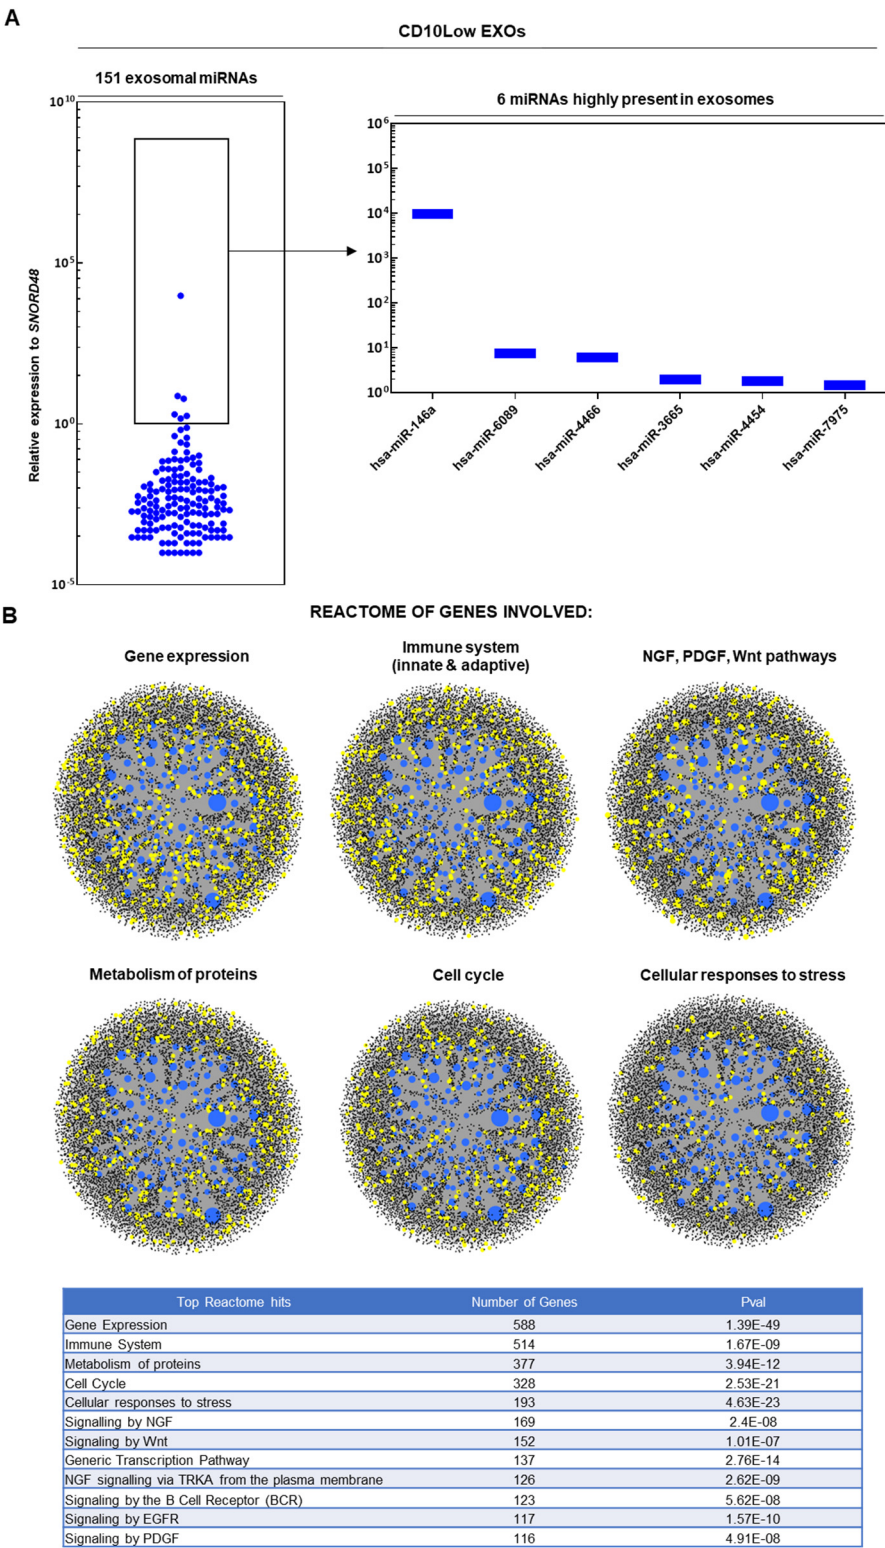 A
CD10Low EXOs
151 exosomal miRNAs
6 miRNAs highly present in exosomes
Relative expression to SNORD48
10^10
10^5
10^0
10^-5
10^6
10^5
10^4
10^3
10^2
10^1
10^0
hsa-miR-146a
hsa-miR-6089
hsa-miR-4466
hsa-miR-3665
hsa-miR-4454
hsa-miR-7975
B
REACTOME OF GENES INVOLVED:
Gene expression
Immune system
(innate & adaptive)
NGF, PDGF, Wnt pathways
Metabolism of proteins
Cell cycle
Cellular responses to stress
Top Reactome hits Number of Genes Pval
Gene Expression 588 1.39E-49
Immune System 514 1.67E-09
Metabolism of proteins 377 3.94E-12
Cell Cycle 328 2.53E-21
Cellular responses to stress 193 4.63E-23
Signalling by NGF 169 2.4E-08
Signaling by Wnt 152 1.01E-07
Generic Transcription Pathway 137 2.76E-14
NGF signalling via TRKA from the plasma membrane 126 2.62E-09
Signaling by the B Cell Receptor (BCR) 123 5.62E-08
Signaling by EGFR 117 1.57E-10
Signaling by PDGF 116 4.91E-08